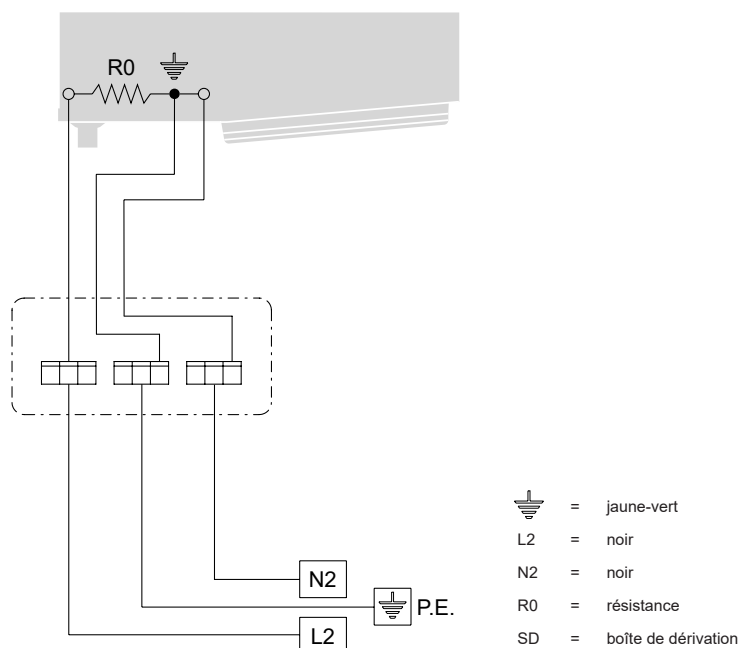 R0
N2
P.E.
L2
= jaune-vert
L2 = noir
N2 = noir
R0 = résistance
SD = boîte de dérivation